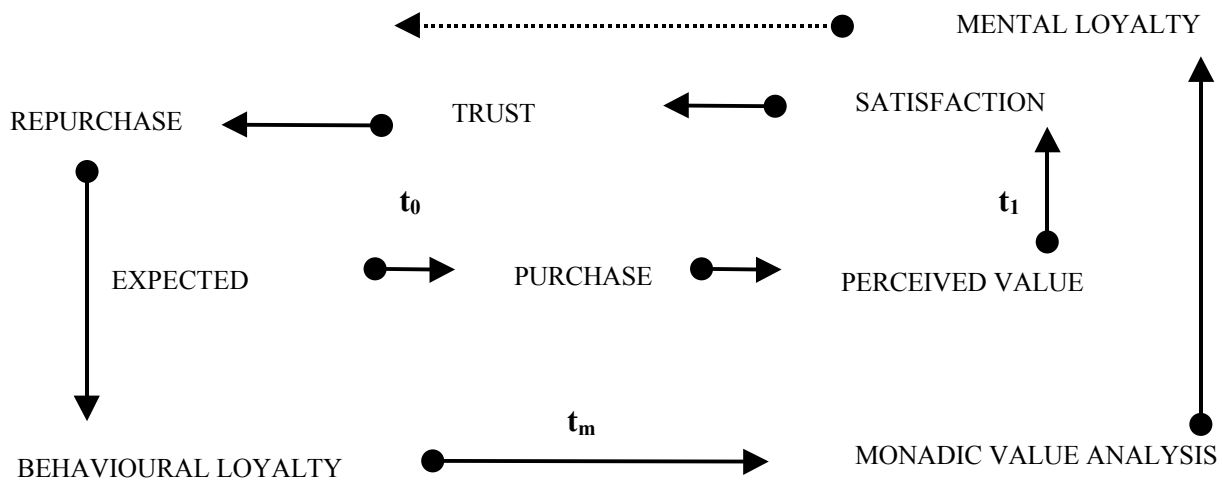 MENTAL LOYALTY
SATISFACTION
TRUST
REPURCHASE
t₀
t₁
EXPECTED
PURCHASE
PERCEIVED VALUE
tₘ
BEHAVIOURAL LOYALTY
MONADIC VALUE ANALYSIS